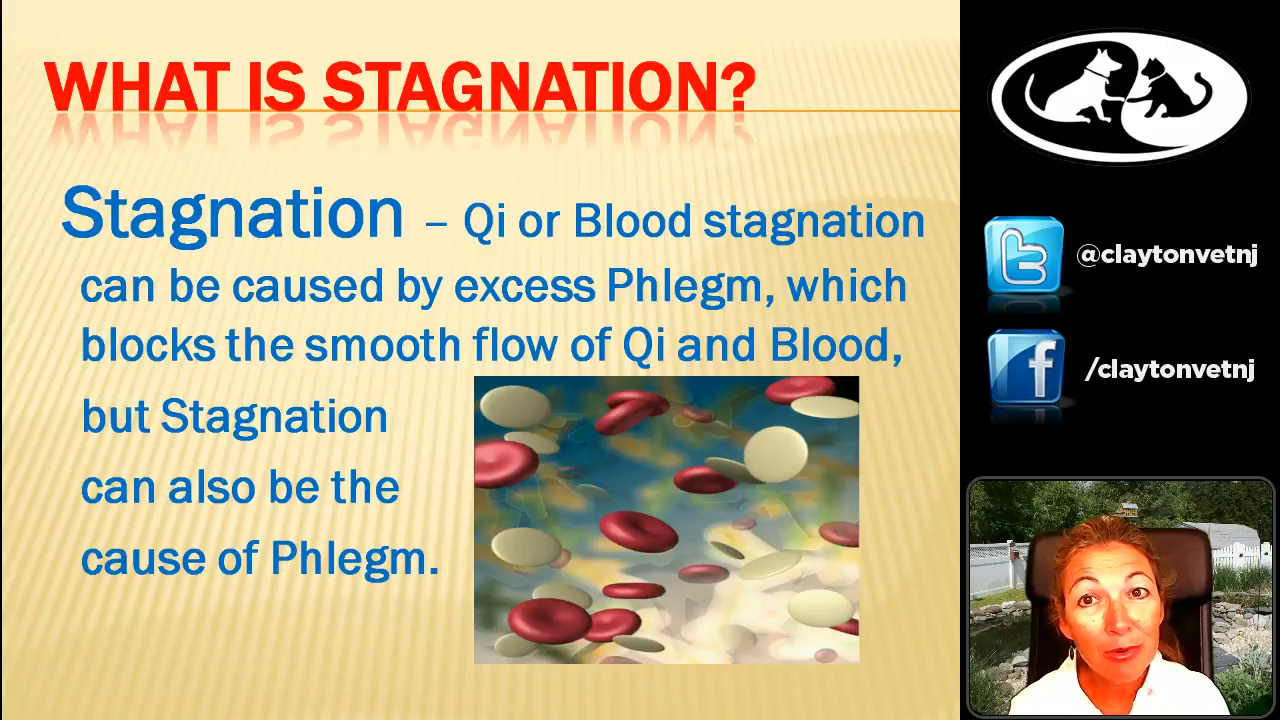 WHAT IS STAGNATION?
Stagnation – Qi or Blood stagnation
can be caused by excess Phlegm, which
blocks the smooth flow of Qi and Blood,
but Stagnation
can also be the
cause of Phlegm.
@claytonvetnj
/claytonvetnj